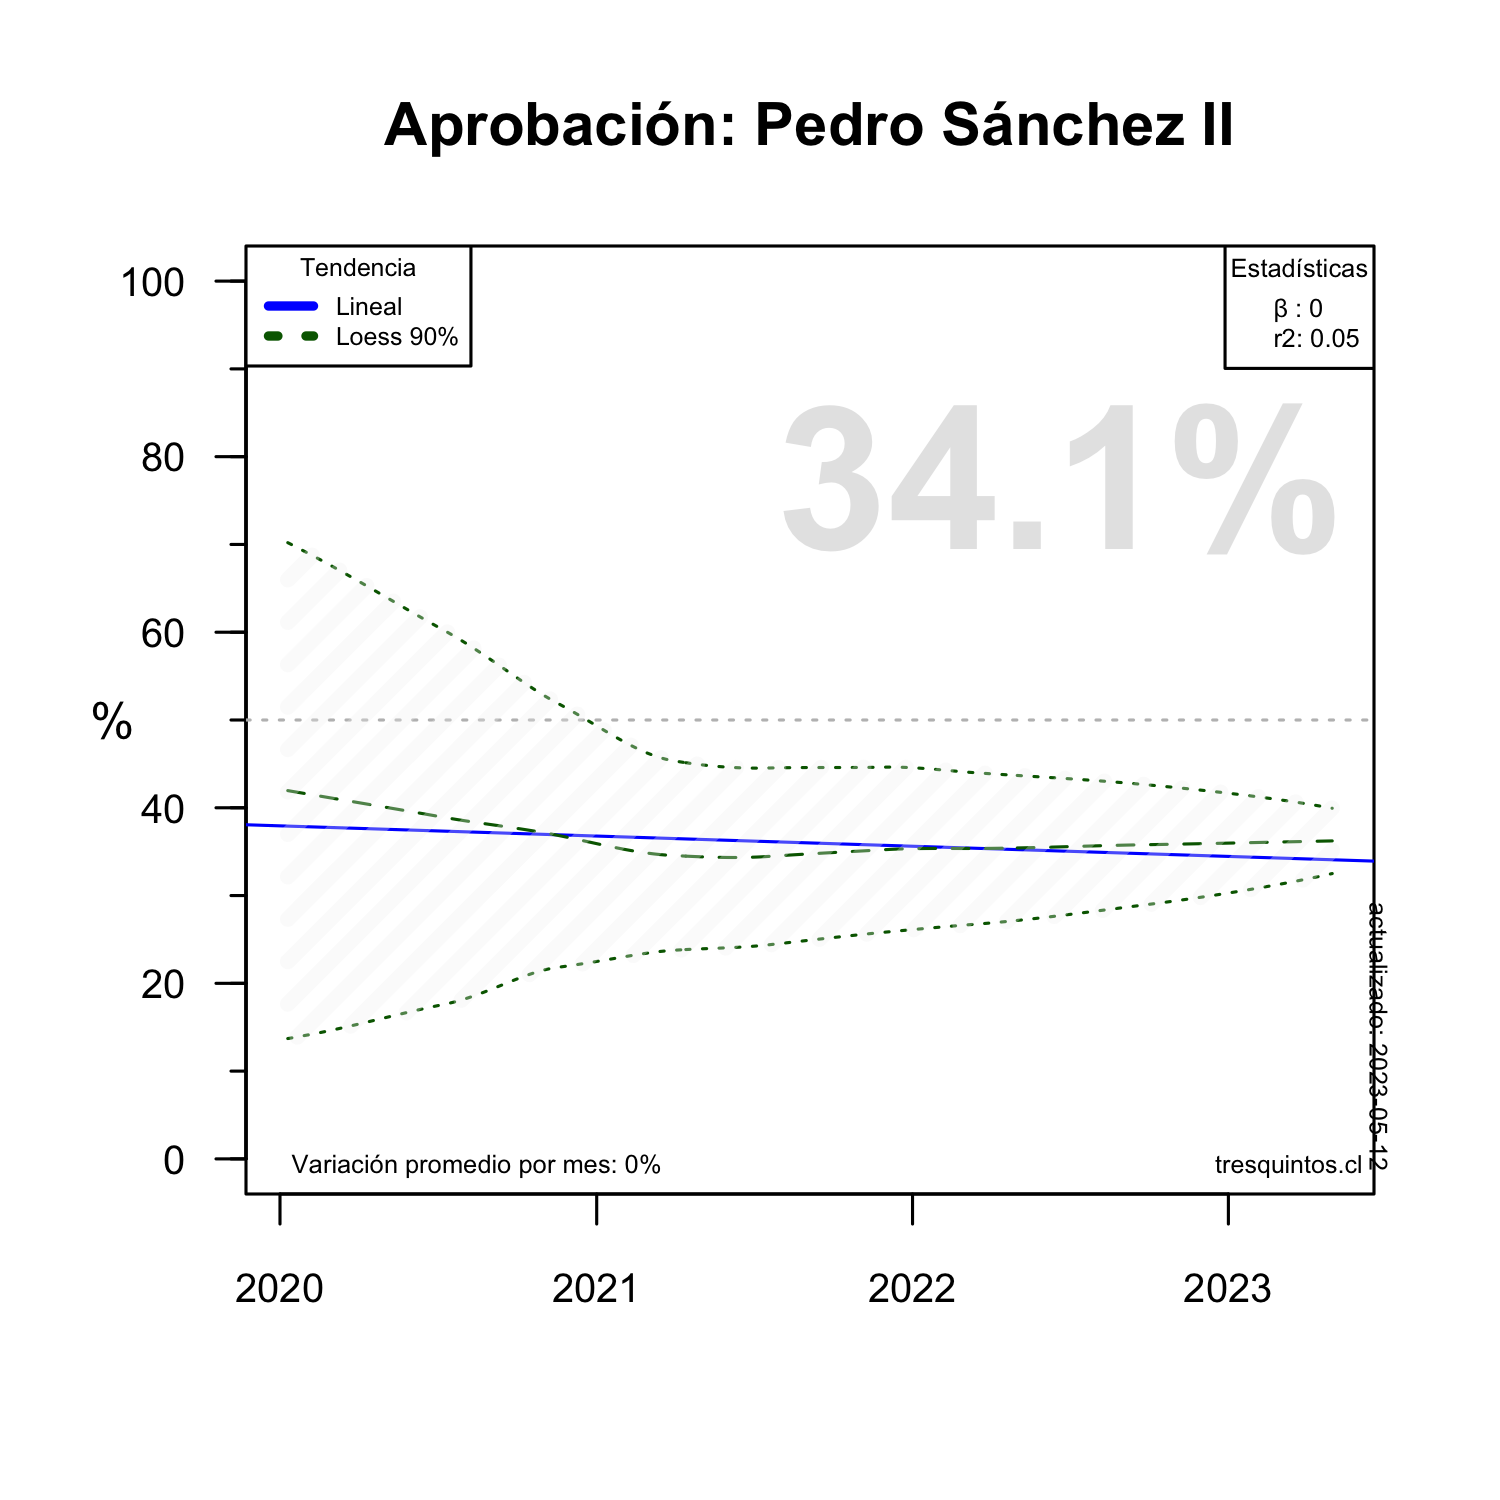 Aprobación: Pedro Sánchez II
Tendencia
Lineal
Loess 90%
Estadísticas
β : 0
r2: 0.05
34.1%
100
80
60
40
20
0
%
actualizado: 2023-05-12
Variación promedio por mes: 0%
tresquintos.cl
2020
2021
2022
2023